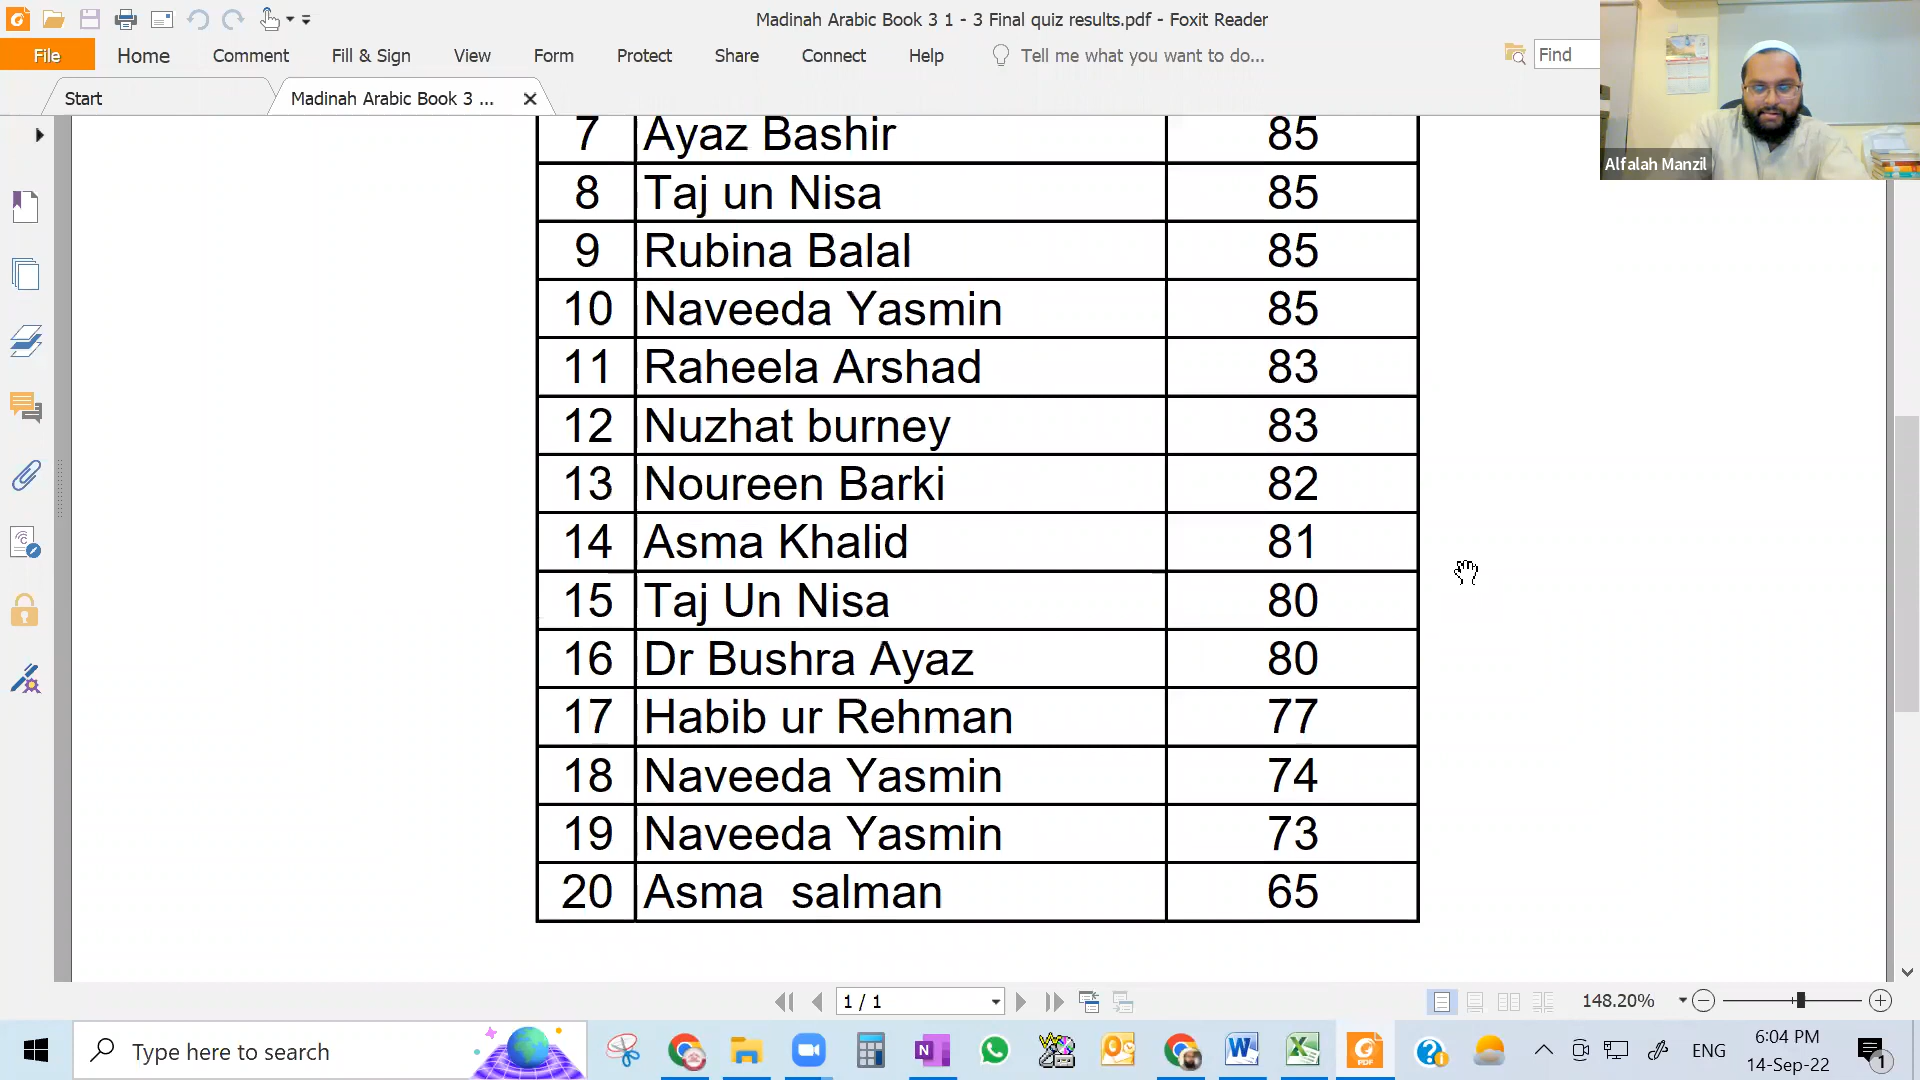 Madinah Arabic Book 3 1 - 3 Final quiz results.pdf - Foxit Reader
File Home Comment Fill & Sign View Form Protect Share Connect Help Tell me what you want to do... Find
Start Madinah Arabic Book 3 ...
Alfalah Manzil
7 Ayaz Bashir 85
8 Taj un Nisa 85
9 Rubina Balal 85
10 Naveeda Yasmin 85
11 Raheela Arshad 83
12 Nuzhat burney 83
13 Noureen Barki 82
14 Asma Khalid 81
15 Taj Un Nisa 80
16 Dr Bushra Ayaz 80
17 Habib ur Rehman 77
18 Naveeda Yasmin 74
19 Naveeda Yasmin 73
20 Asma salman 65
1 / 1 148.20%
Type here to search
ENG
6:04 PM
14-Sep-22
1